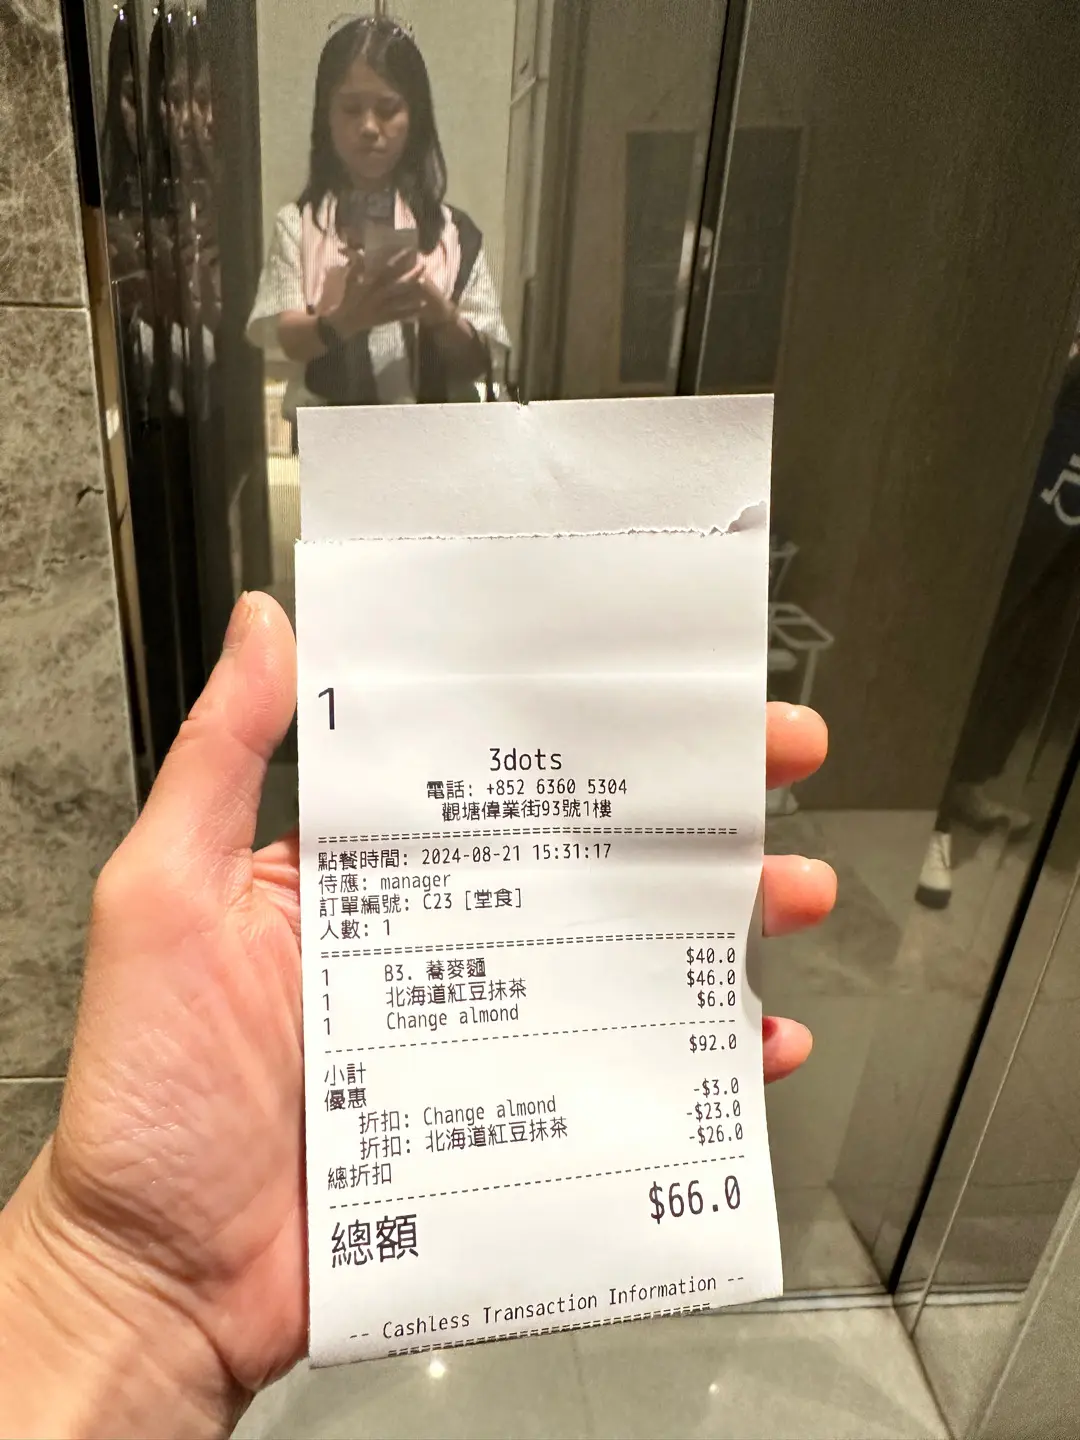 1
3dots
電話: +852 6360 5304
觀塘偉業街93號1樓
點餐時間: 2024-08-21 15:31:17
侍應: manager
訂單編號: C23 [堂食]
人數: 1
1 B3. 蕎麥麵 $40.0
1 北海道紅豆抹茶 $46.0
1 Change almond $6.0
小計 $92.0
優惠
折扣: Change almond -$3.0
折扣: 北海道紅豆抹茶 -$23.0
總折扣 -$26.0
總額 $66.0
-- Cashless Transaction Information --